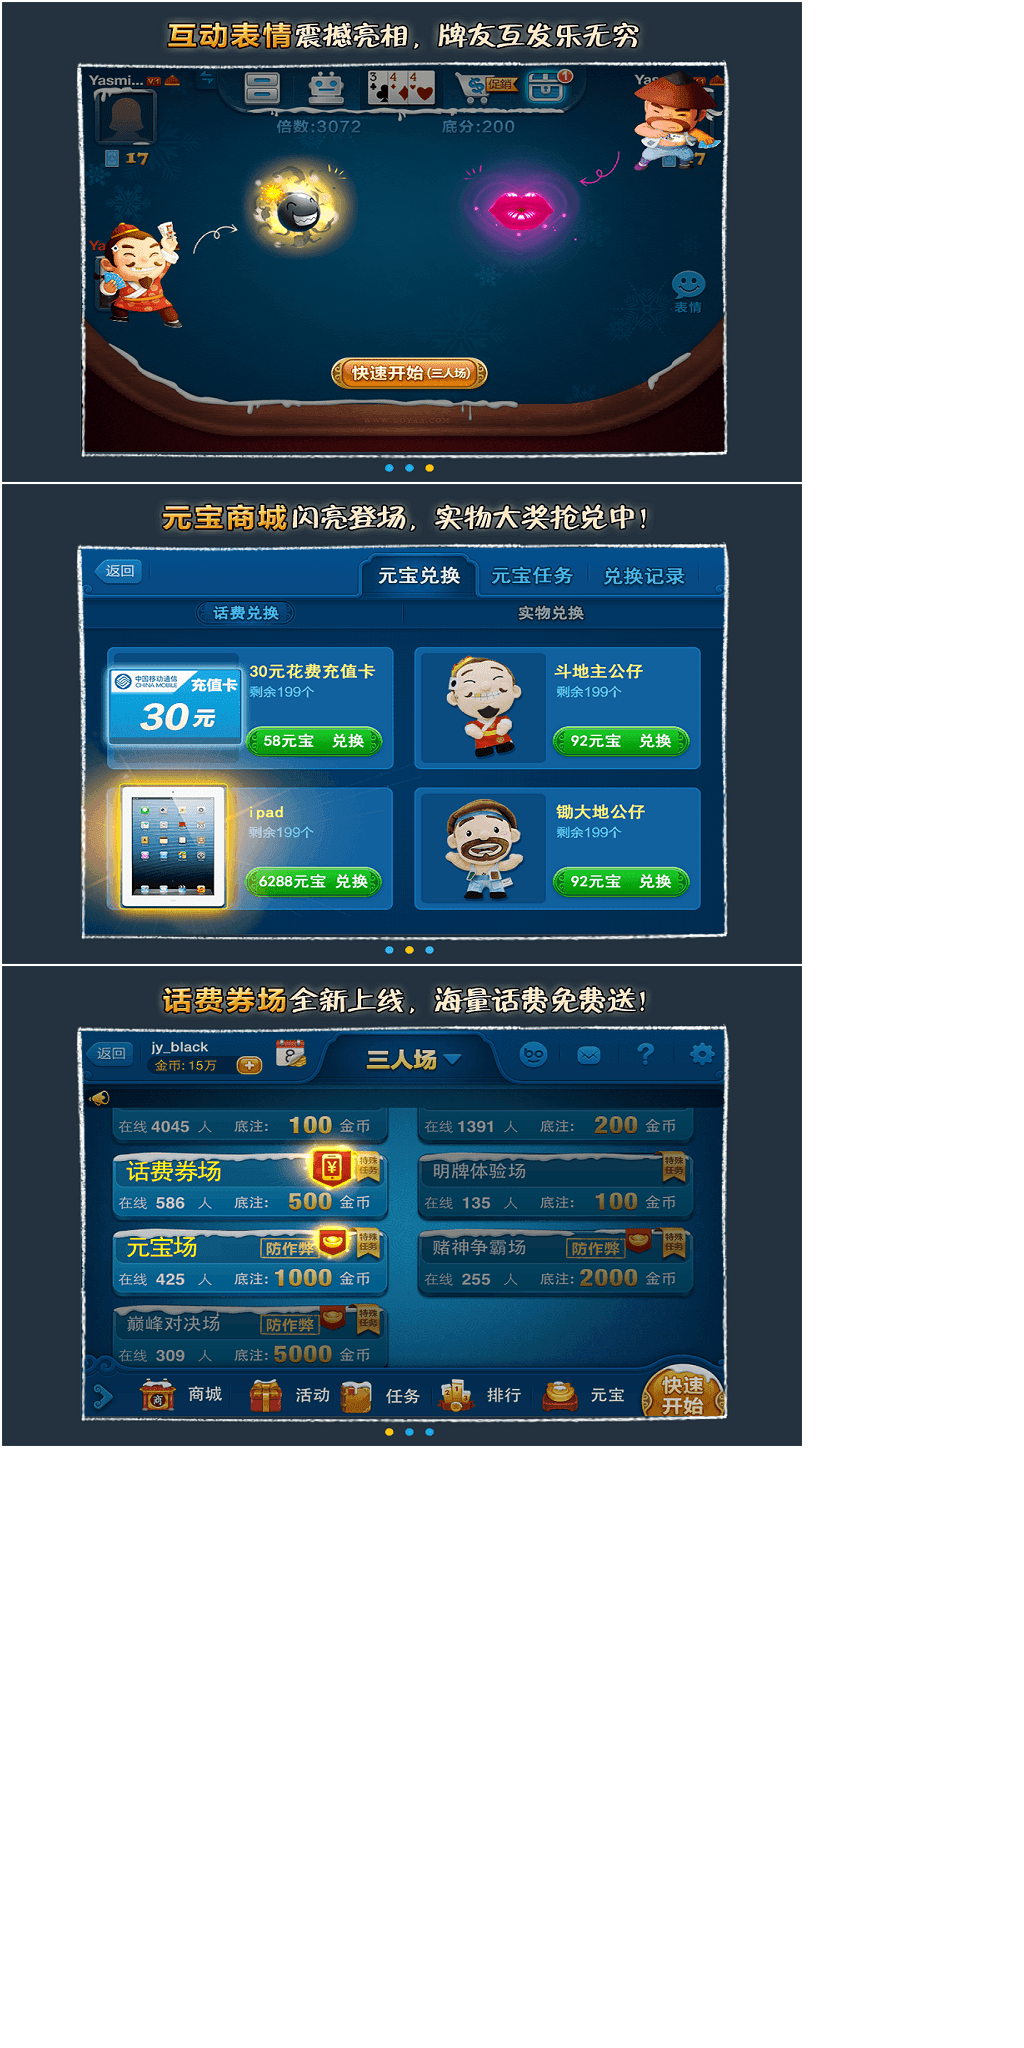 互动表情震撼亮相，牌友互发乐无穷
Yasmi...
3 4 4
促销
1
Yas
倍数:3072
底分:200
17
7
表情
快速开始(三人场)
WWW.BOYAA.COM
元宝商城闪亮登场，实物大奖抢兑中！
返回
元宝兑换
元宝任务
兑换记录
话费兑换
实物兑换
中国移动通信
CHINA MOBILE
充值卡
30元
30元花费充值卡
剩余199个
58元宝 兑换
斗地主公仔
剩余199个
92元宝 兑换
ipad
剩余199个
6288元宝 兑换
锄大地公仔
剩余199个
92元宝 兑换
话费券场全新上线，海量话费免费送！
返回
jy_black
金币: 15万
8
三人场
?
在线 4045 人 底注: 100 金币
在线 1391 人 底注: 200 金币
话费券场
¥
特殊任务
在线 586 人 底注: 500 金币
明牌体验场
特殊任务
在线 135 人 底注: 100 金币
元宝场
防作弊
特殊任务
在线 425 人 底注: 1000 金币
赌神争霸场
防作弊
特殊任务
在线 255 人 底注: 2000 金币
巅峰对决场
防作弊
特殊任务
在线 309 人 底注: 5000 金币
商
商城
活动
任务
排行
元宝
快速开始